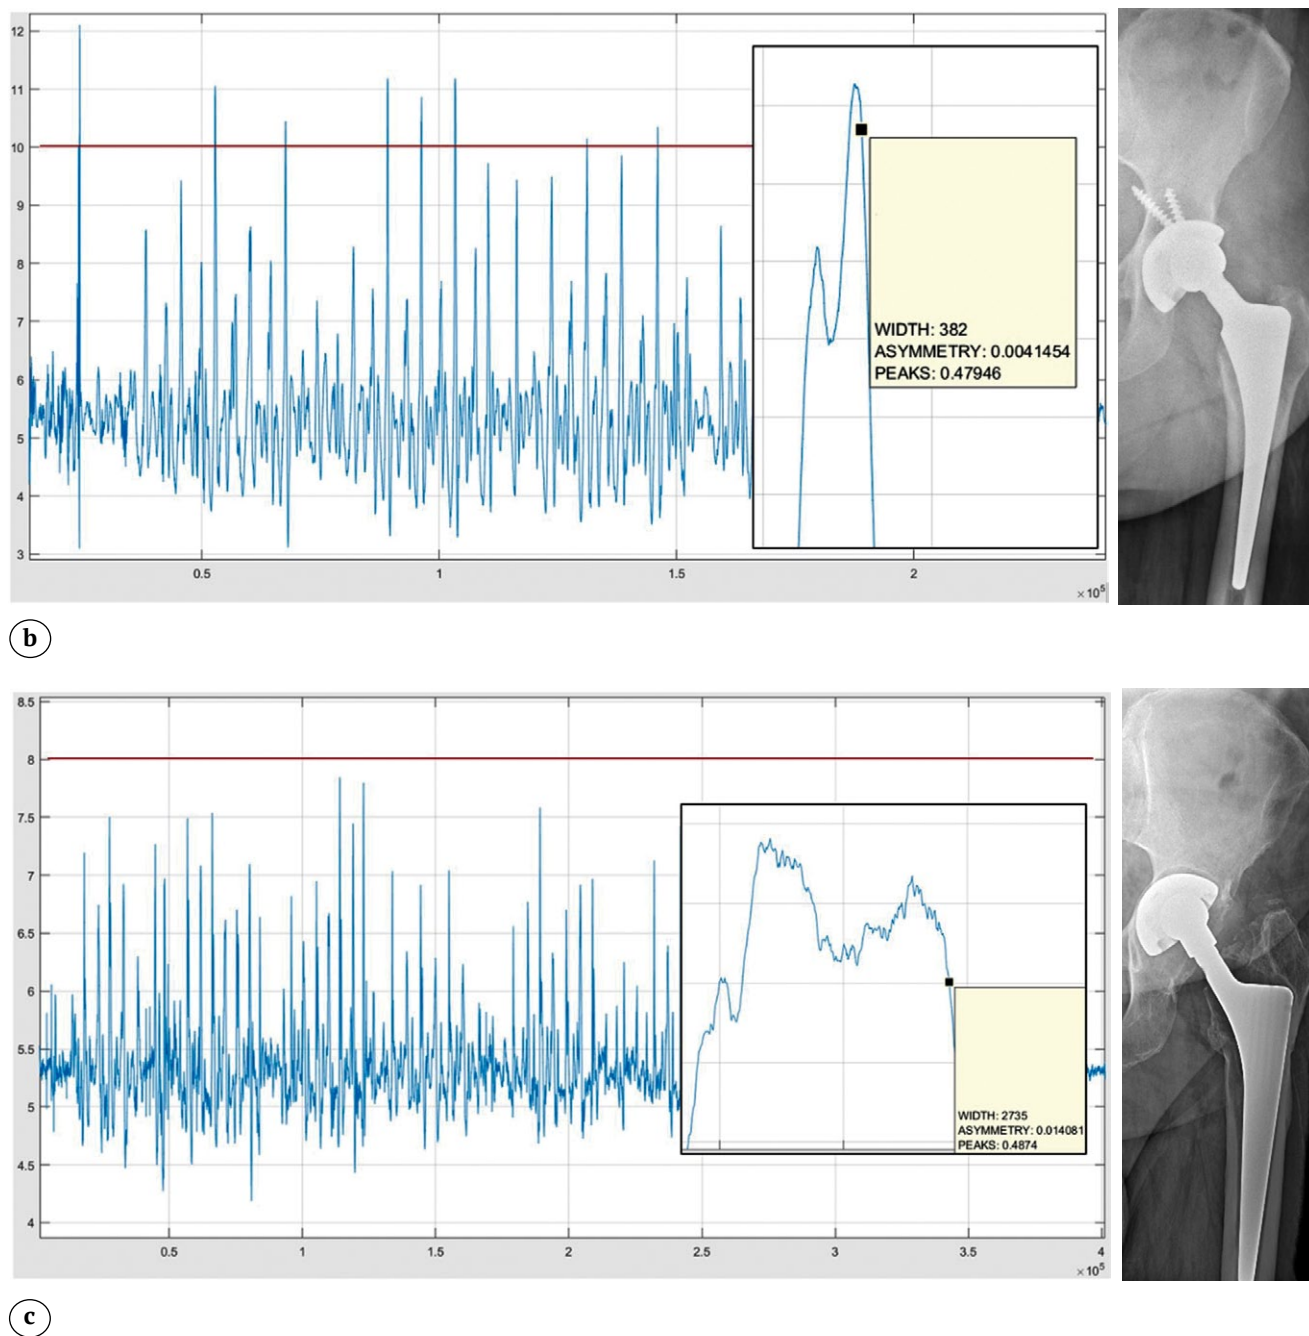 12
11
10
9
8
7
6
5
4
3
WIDTH: 382
ASYMMETRY: 0.0041454
PEAKS: 0.47946
0.5 1 1.5 2
×10⁵
b
8.5
8
7.5
7
6.5
6
5.5
5
4.5
4
WIDTH: 2735
ASYMMETRY: 0.014081
PEAKS: 0.4874
0.5 1 1.5 2 2.5 3 3.5 4
×10⁵
c